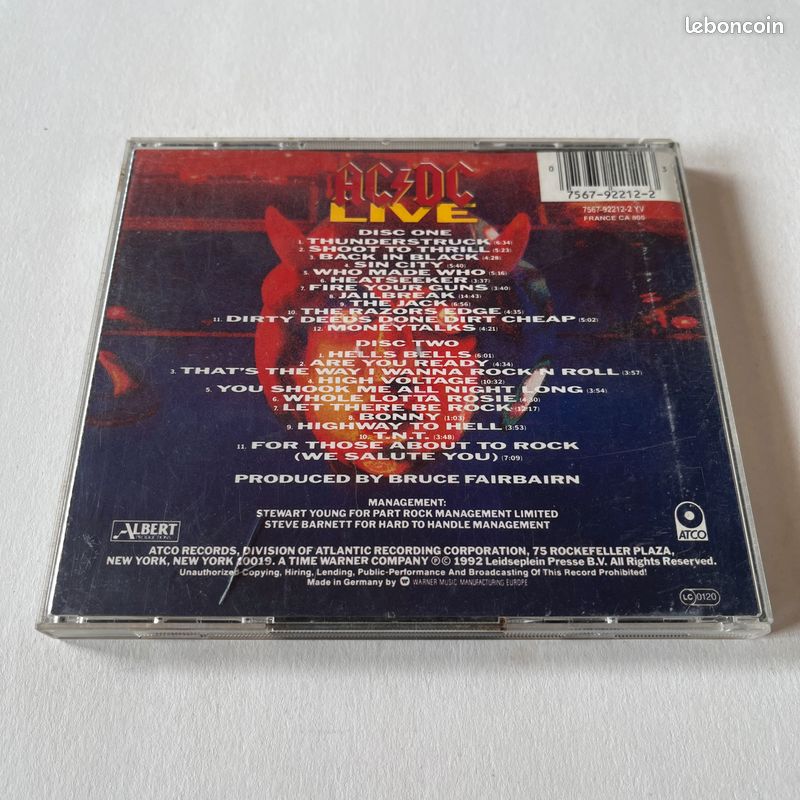 leboncoin
0 3
7567-92212-2
7567-92212-2 YV
FRANCE CA 855
AC DC
LIVE
DISC ONE
1. THUNDERSTRUCK (6:34)
2. SHOOT TO THRILL (5:23)
3. BACK IN BLACK (4:28)
4. SIN CITY (5:40)
5. WHO MADE WHO (5:16)
6. HEATSEEKER (3:37)
7. FIRE YOUR GUNS (3:40)
8. JAILBREAK (14:43)
9. THE JACK (6:56)
10. THE RAZORS EDGE (4:35)
11. DIRTY DEEDS DONE DIRT CHEAP (5:02)
12. MONEYTALKS (4:21)
DISC TWO
1. HELLS BELLS (6:01)
2. ARE YOU READY (4:34)
3. THAT'S THE WAY I WANNA ROCK N ROLL (3:57)
4. HIGH VOLTAGE (10:32)
5. YOU SHOOK ME ALL NIGHT LONG (3:54)
6. WHOLE LOTTA ROSIE (4:30)
7. LET THERE BE ROCK (12:17)
8. BONNY (1:03)
9. HIGHWAY TO HELL (3:53)
10. T.N.T. (3:48)
11. FOR THOSE ABOUT TO ROCK
(WE SALUTE YOU) (7:09)
PRODUCED BY BRUCE FAIRBAIRN
MANAGEMENT:
STEWART YOUNG FOR PART ROCK MANAGEMENT LIMITED
STEVE BARNETT FOR HARD TO HANDLE MANAGEMENT
ALBERT
PRODUCTIONS
ATCO
ATCO RECORDS, DIVISION OF ATLANTIC RECORDING CORPORATION, 75 ROCKEFELLER PLAZA,
NEW YORK, NEW YORK 10019. A TIME WARNER COMPANY ℗© 1992 Leidseplein Presse B.V. All Rights Reserved.
Unauthorized Copying, Hiring, Lending, Public-Performance And Broadcasting Of This Record Prohibited!
Made in Germany by WARNER MUSIC MANUFACTURING EUROPE
LC 0120